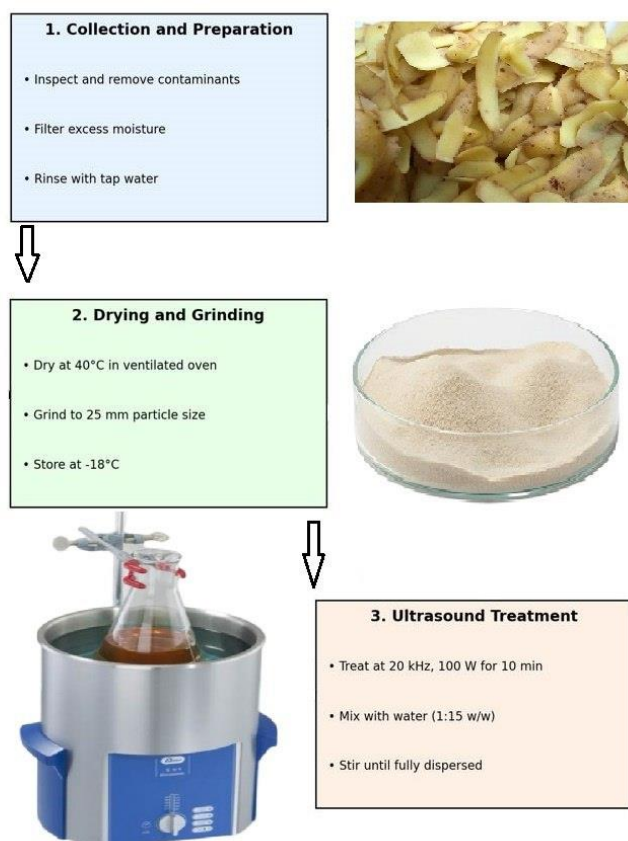 1. Collection and Preparation
• Inspect and remove contaminants
• Filter excess moisture
• Rinse with tap water
2. Drying and Grinding
• Dry at 40°C in ventilated oven
• Grind to 25 mm particle size
• Store at -18°C
3. Ultrasound Treatment
• Treat at 20 kHz, 100 W for 10 min
• Mix with water (1:15 w/w)
• Stir until fully dispersed